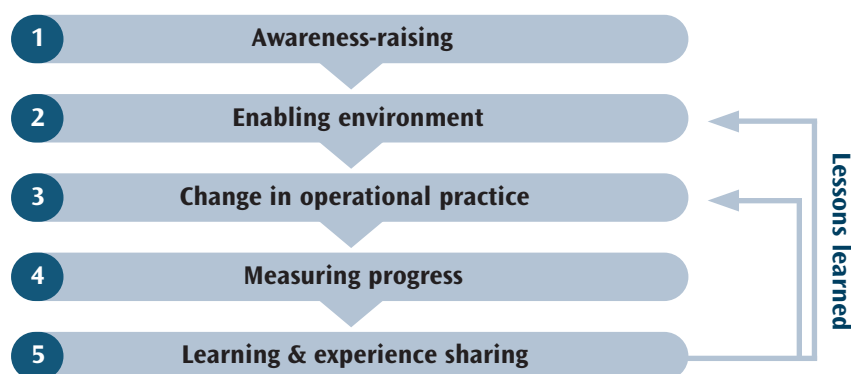 1 Awareness-raising
2 Enabling environment
3 Change in operational practice
4 Measuring progress
5 Learning & experience sharing
Lessons learned